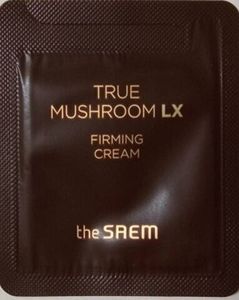 TRUE
MUSHROOM LX
FIRMING
CREAM
the SAEM